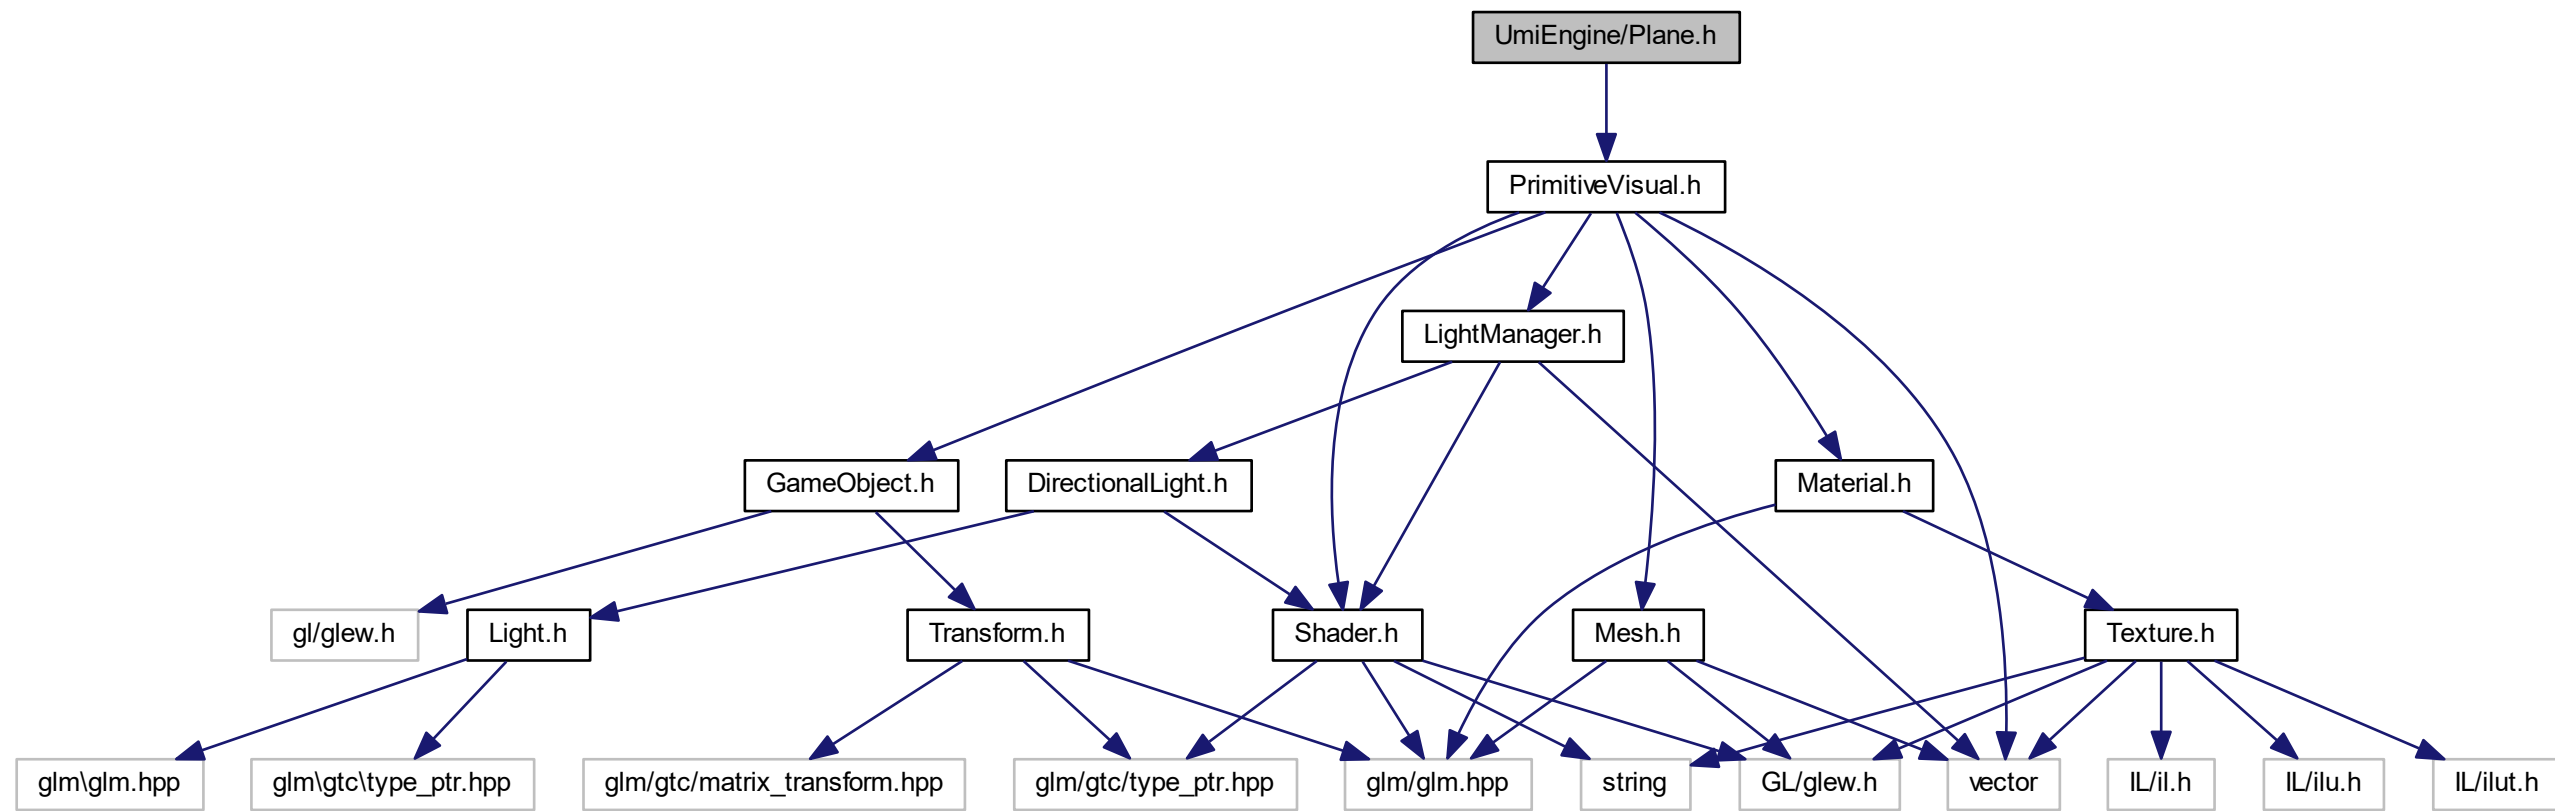 UmiEngine/Plane.h
PrimitiveVisual.h
LightManager.h
GameObject.h
DirectionalLight.h
Material.h
gl/glew.h
Light.h
Transform.h
Shader.h
Mesh.h
Texture.h
glm\glm.hpp
glm\gtc\type_ptr.hpp
glm/gtc/matrix_transform.hpp
glm/gtc/type_ptr.hpp
glm/glm.hpp
string
GL/glew.h
vector
IL/il.h
IL/ilu.h
IL/ilut.h